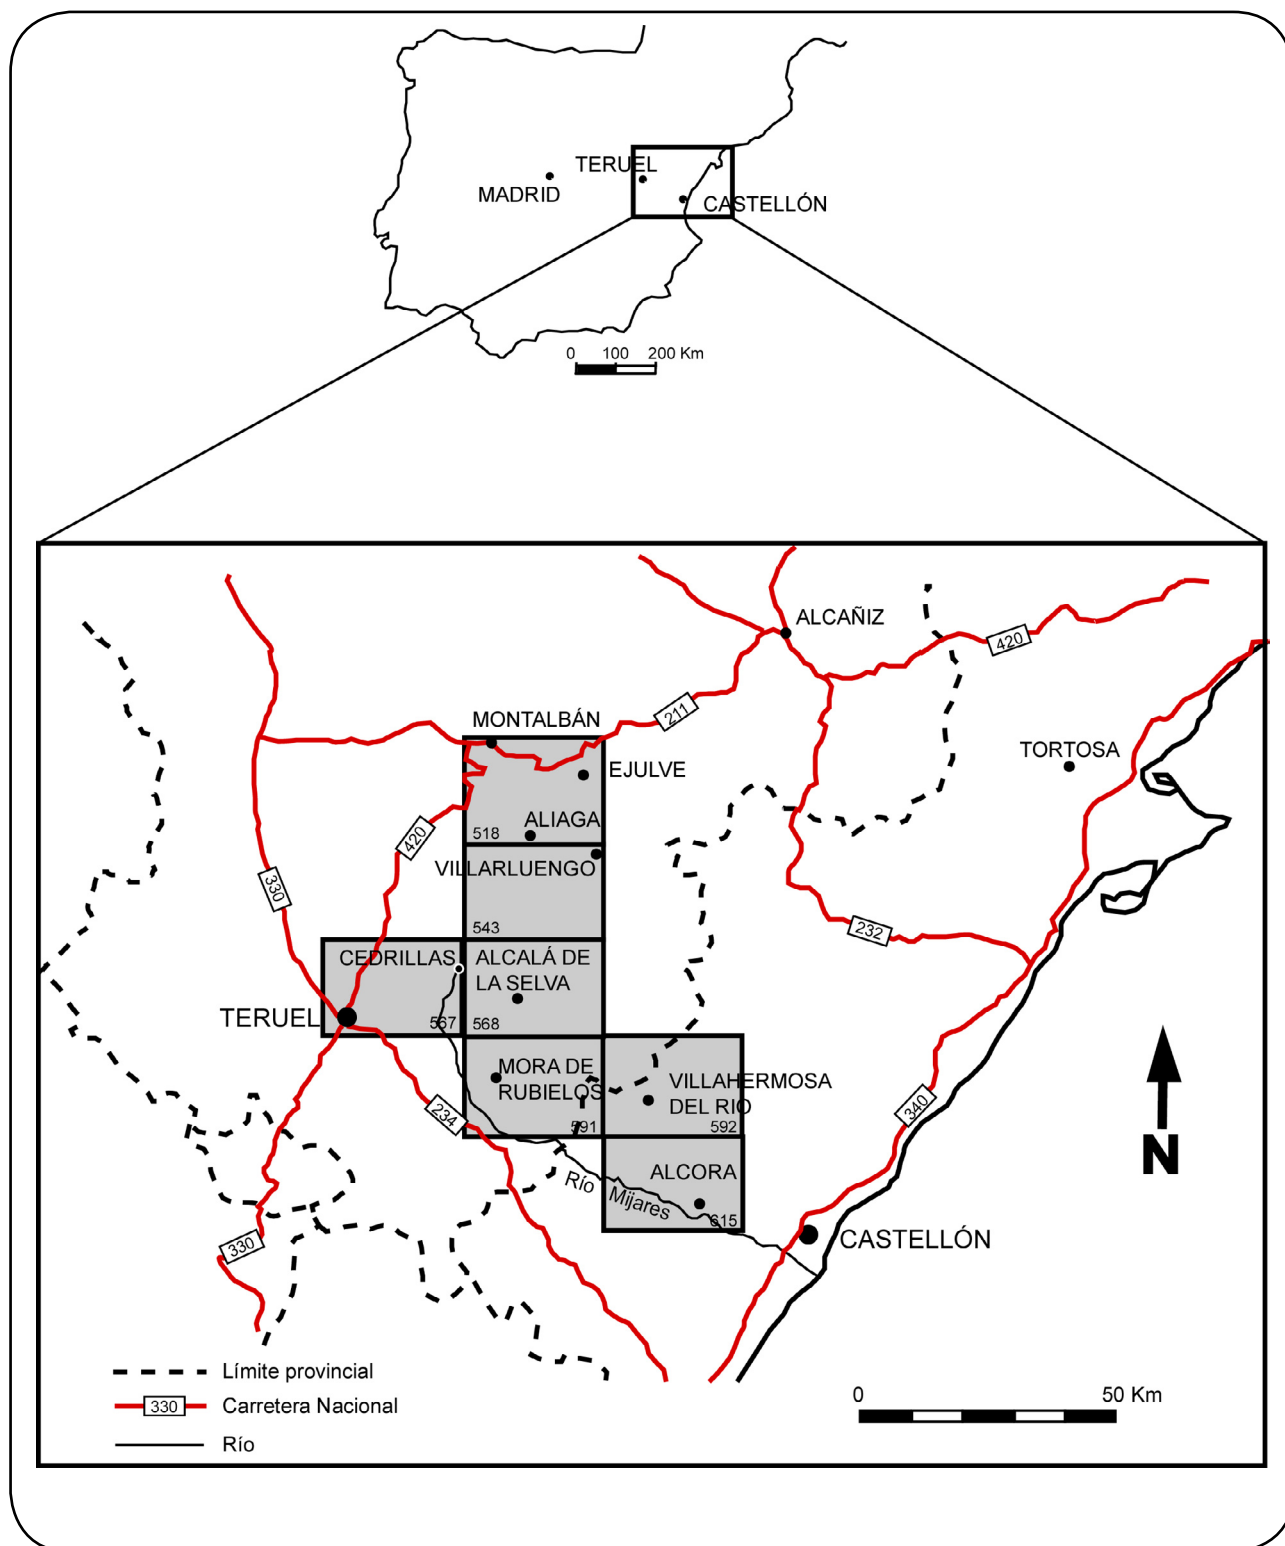 TERUEL
MADRID
CASTELLÓN
0 100 200 Km
ALCAÑIZ
420
211
MONTALBÁN
TORTOSA
EJULVE
ALIAGA
518
420
VILLARLUENGO
330
543
232
CEDRILLAS
ALCALÁ DE
LA SELVA
TERUEL
567
568
MORA DE
RUBIELOS
VILLAHERMOSA
DEL RIO
234
591
592
340
N
ALCORA
Río
Mijares
615
CASTELLÓN
330
Límite provincial
330
Carretera Nacional
Río
0
50 Km